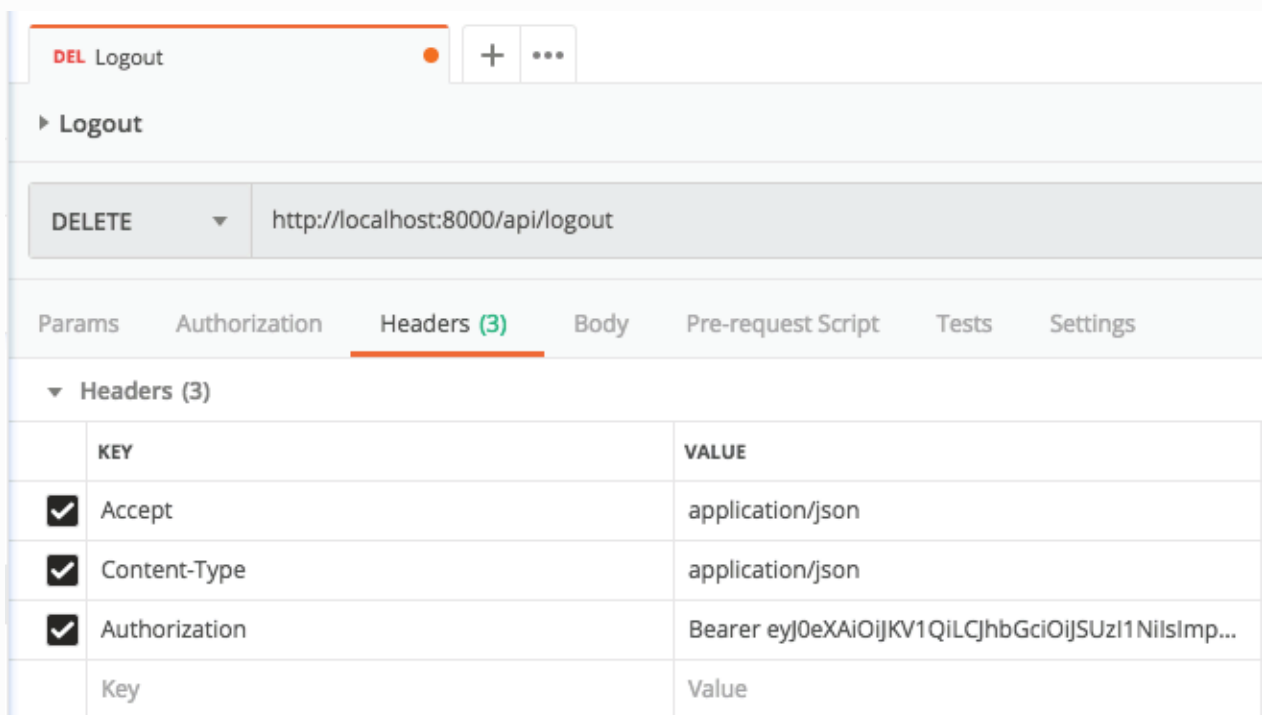 DEL Logout
Logout
DELETE http://localhost:8000/api/logout
Params Authorization Headers (3) Body Pre-request Script Tests Settings
Headers (3)
KEY VALUE
Accept application/json
Content-Type application/json
Authorization Bearer eyJ0eXAiOiJKV1QiLCJhbGciOiJSUzI1NiIsImp...
Key Value